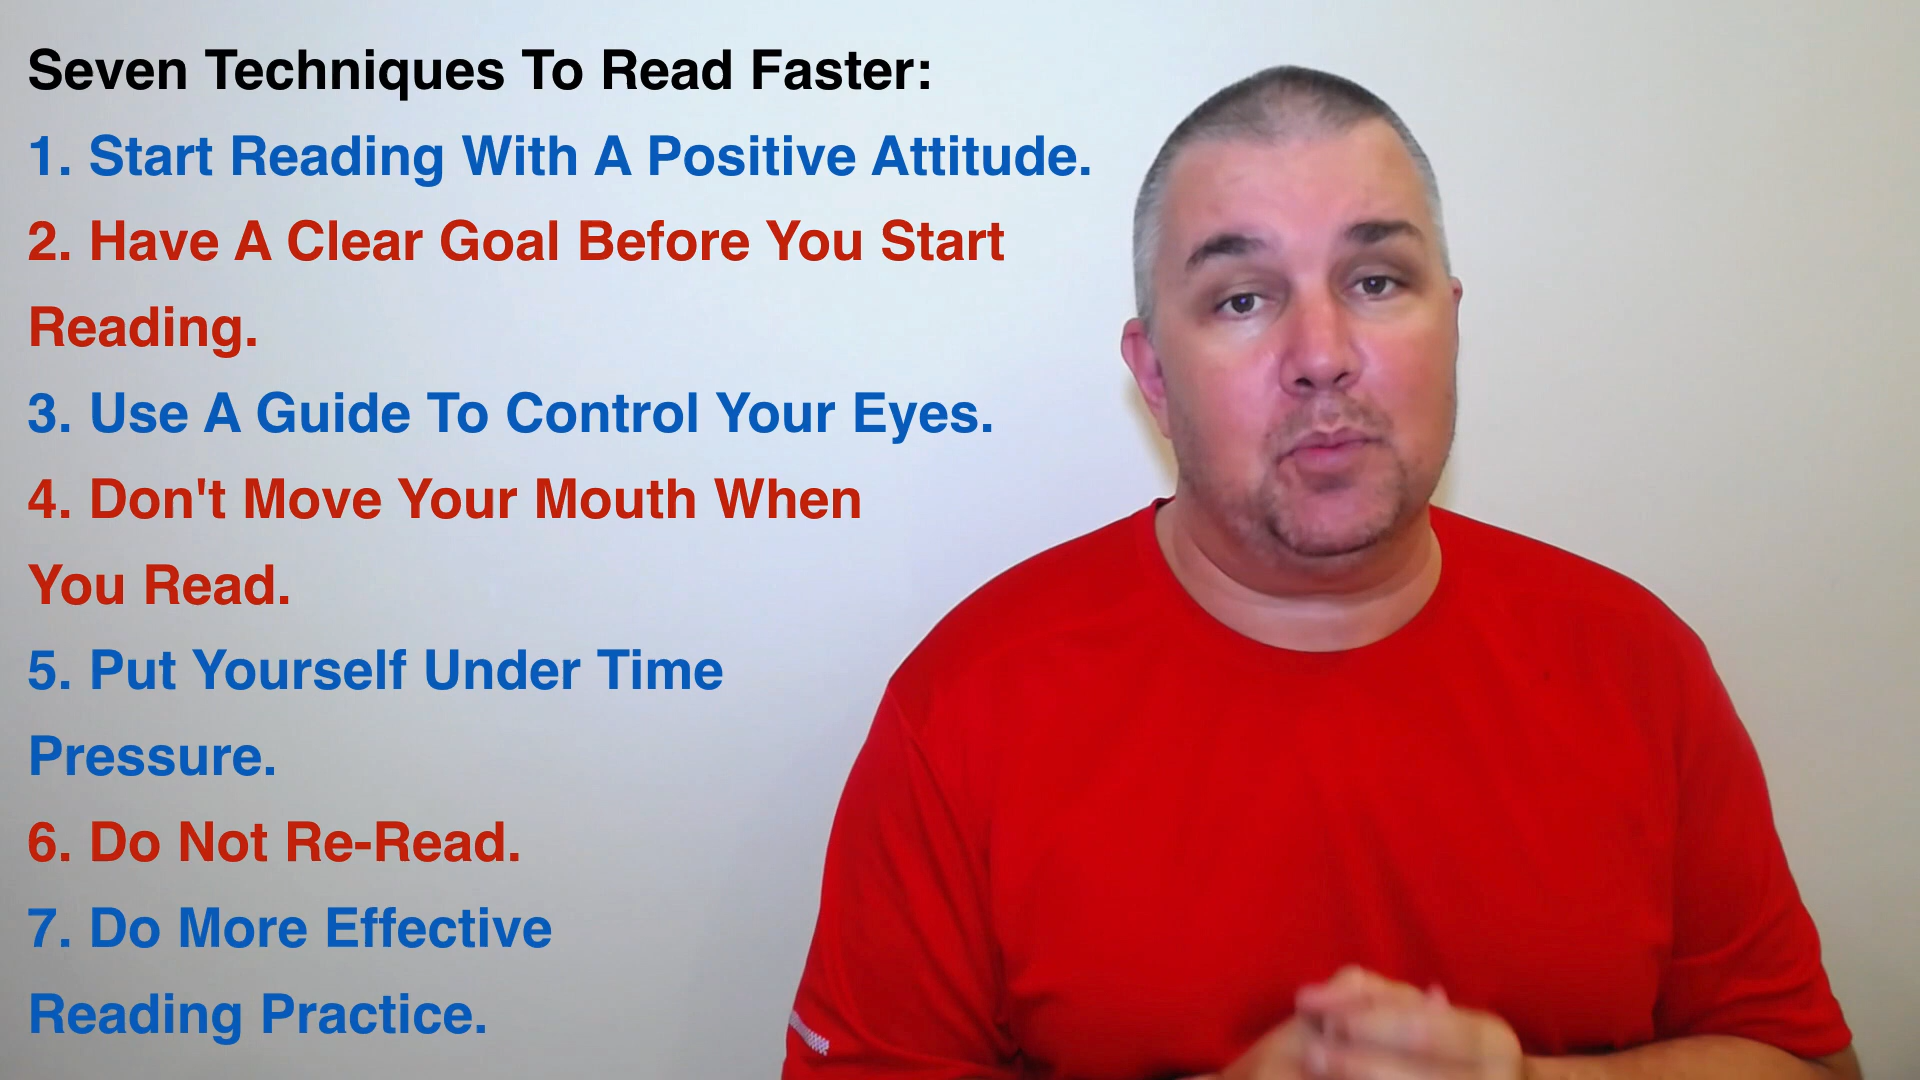 Seven Techniques To Read Faster:
1. Start Reading With A Positive Attitude.
2. Have A Clear Goal Before You Start
Reading.
3. Use A Guide To Control Your Eyes.
4. Don't Move Your Mouth When
You Read.
5. Put Yourself Under Time
Pressure.
6. Do Not Re-Read.
7. Do More Effective
Reading Practice.